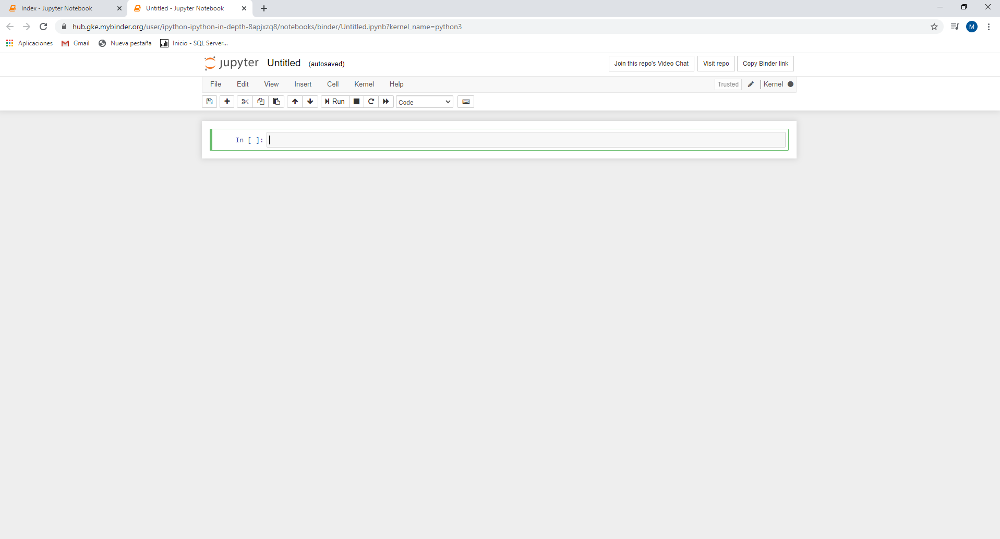 Index - Jupyter Notebook
Untitled - Jupyter Notebook
hub.gke.mybinder.org/user/ipython-ipython-in-depth-8apjxzq8/notebooks/binder/Untitled.ipynb?kernel_name=python3
M
Aplicaciones Gmail Nueva pestaña Inicio - SQL Server...
jupyter Untitled (autosaved) Join this repo's Video Chat Visit repo Copy Binder link
File Edit View Insert Cell Kernel Help Trusted Kernel
Run Code
In [ ]: